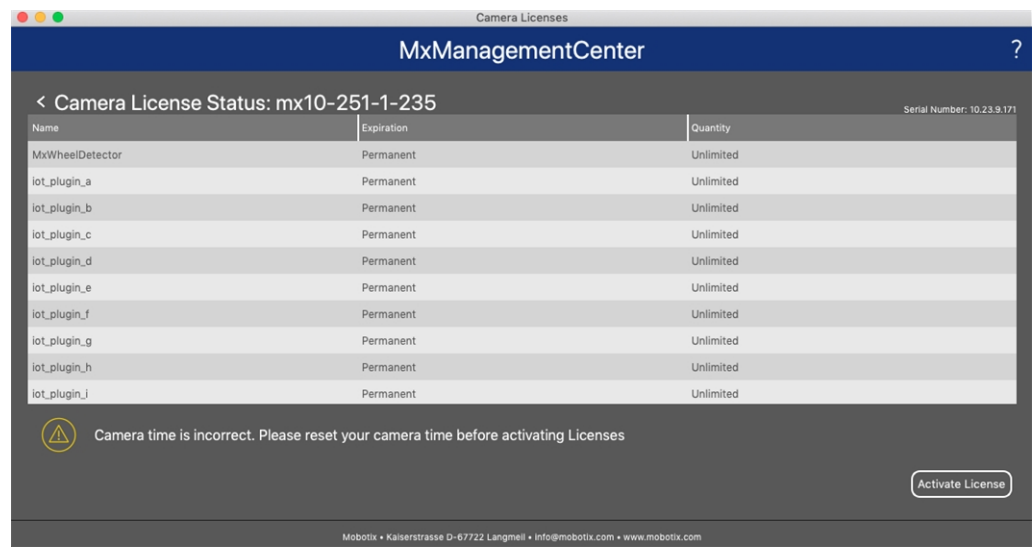 Camera Licenses
MxManagementCenter ?
< Camera License Status: mx10-251-1-235
Serial Number: 10.23.9.171
Name Expiration Quantity
MxWheelDetector Permanent Unlimited
iot_plugin_a Permanent Unlimited
iot_plugin_b Permanent Unlimited
iot_plugin_c Permanent Unlimited
iot_plugin_d Permanent Unlimited
iot_plugin_e Permanent Unlimited
iot_plugin_f Permanent Unlimited
iot_plugin_g Permanent Unlimited
iot_plugin_h Permanent Unlimited
iot_plugin_i Permanent Unlimited
Camera time is incorrect. Please reset your camera time before activating Licenses
Activate License
Mobotix • Kaiserstrasse D-67722 Langmeil • info@mobotix.com • www.mobotix.com